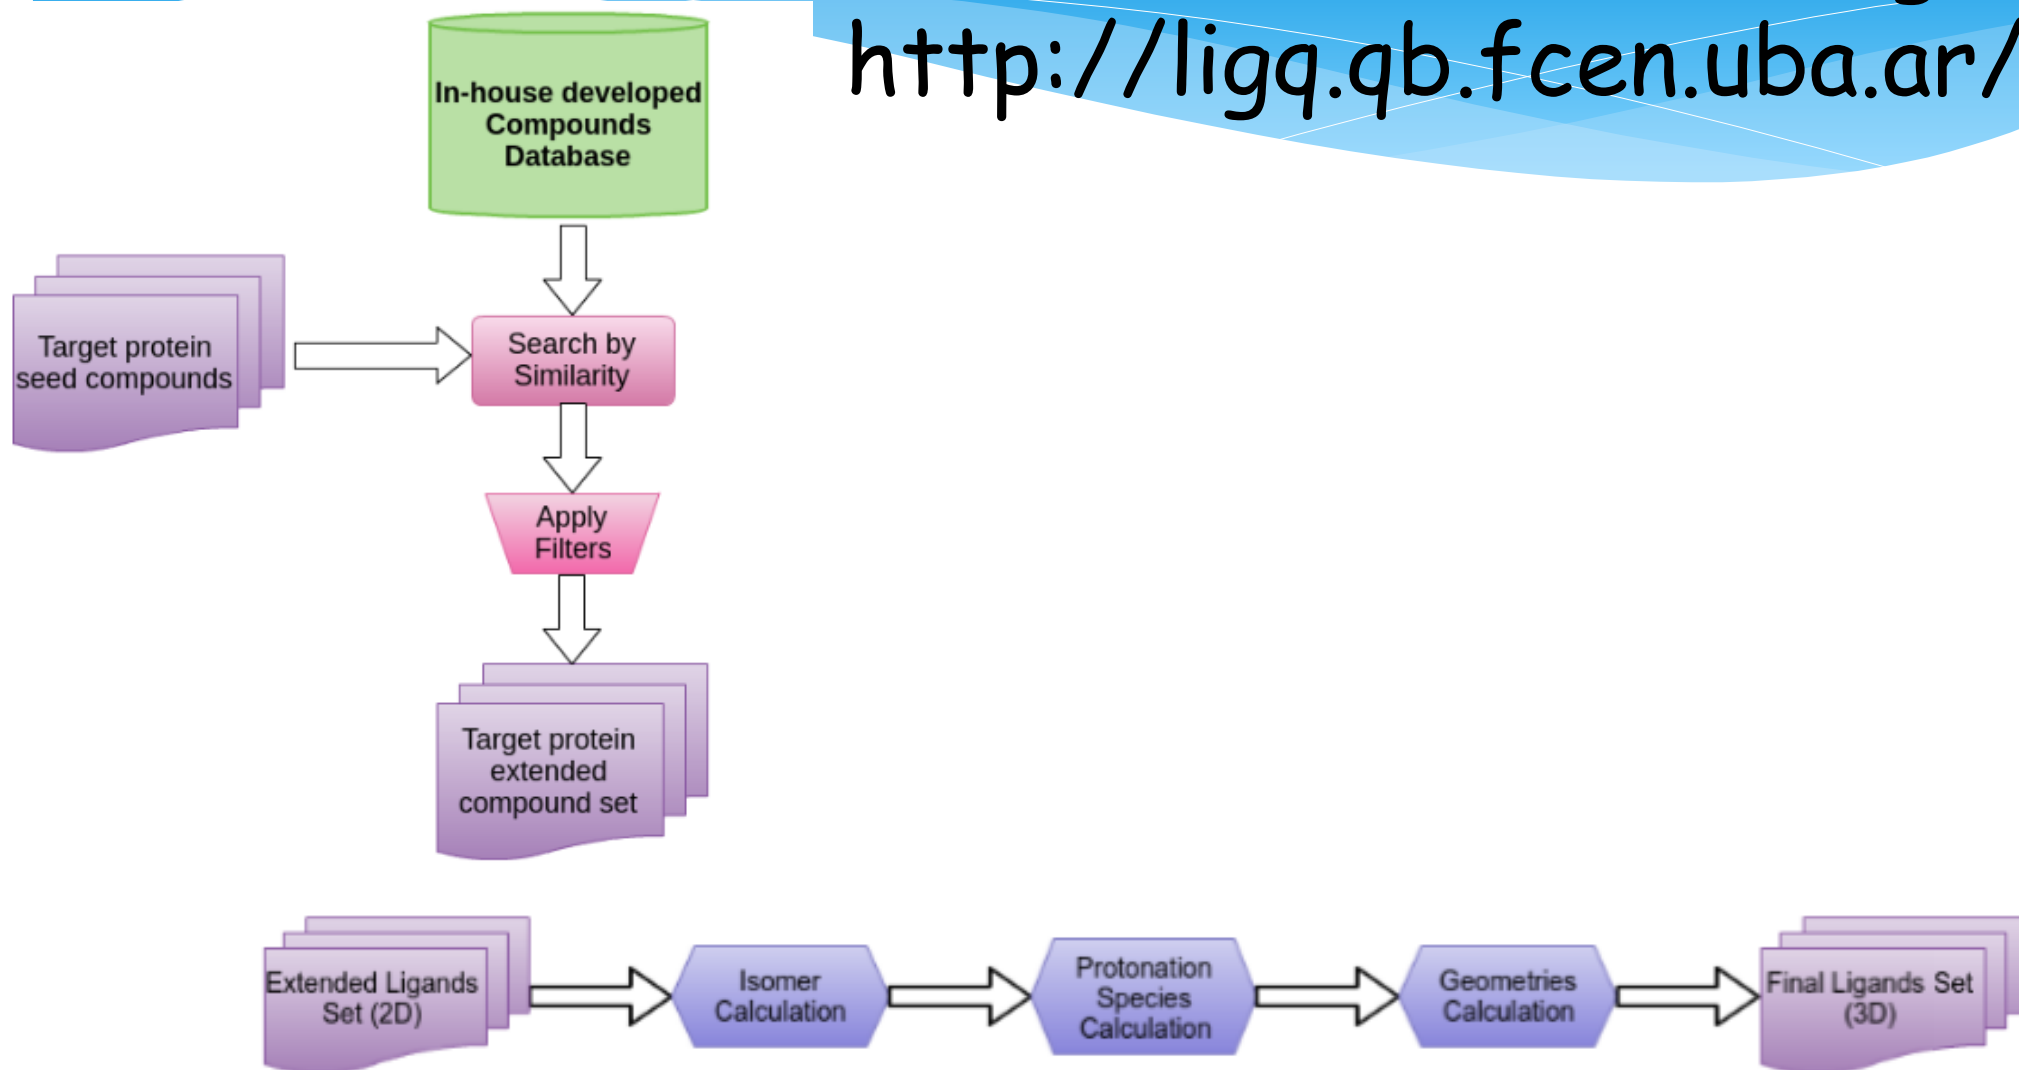 http://ligq.qb.fcen.uba.ar/
In-house developed
Compounds
Database
Target protein
seed compounds
Search by
Similarity
Apply
Filters
Target protein
extended
compound set
Extended Ligands
Set (2D)
Isomer
Calculation
Protonation
Species
Calculation
Geometries
Calculation
Final Ligands Set
(3D)